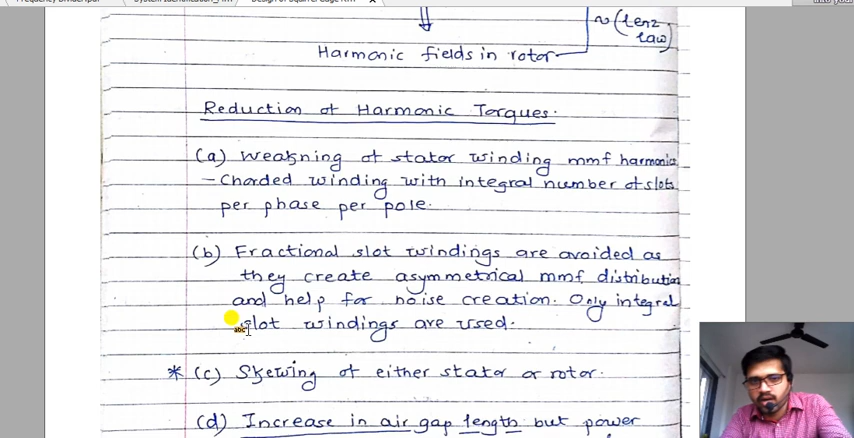 System Identification_
Harmonic fields in rotor
~(lenz
law)
Reduction of Harmonic Torques.
(a) Weakning of stator winding mmf harmonics
- Chorded winding with integral number of slots
per phase per pole.
(b) Fractional slot windings are avoided as
they create asymmetrical mmf distribution
and help for noise creation. Only integral
slot windings are used.
* (c) Skewing of either stator or rotor.
(d) Increase in air gap length but power